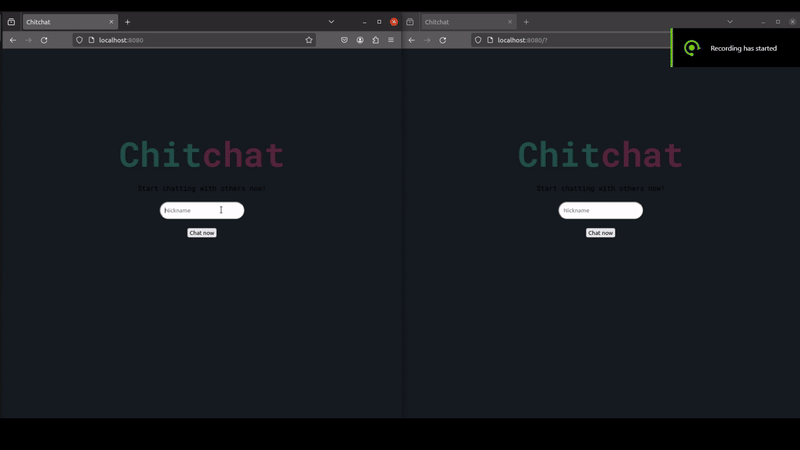 Chitchat
localhost:8080
Chitchat
Start chatting with others now!
Nickname
Chat now
Chitchat
localhost:8080/?
Recording has started
Chitchat
Start chatting with others now!
Nickname
Chat now